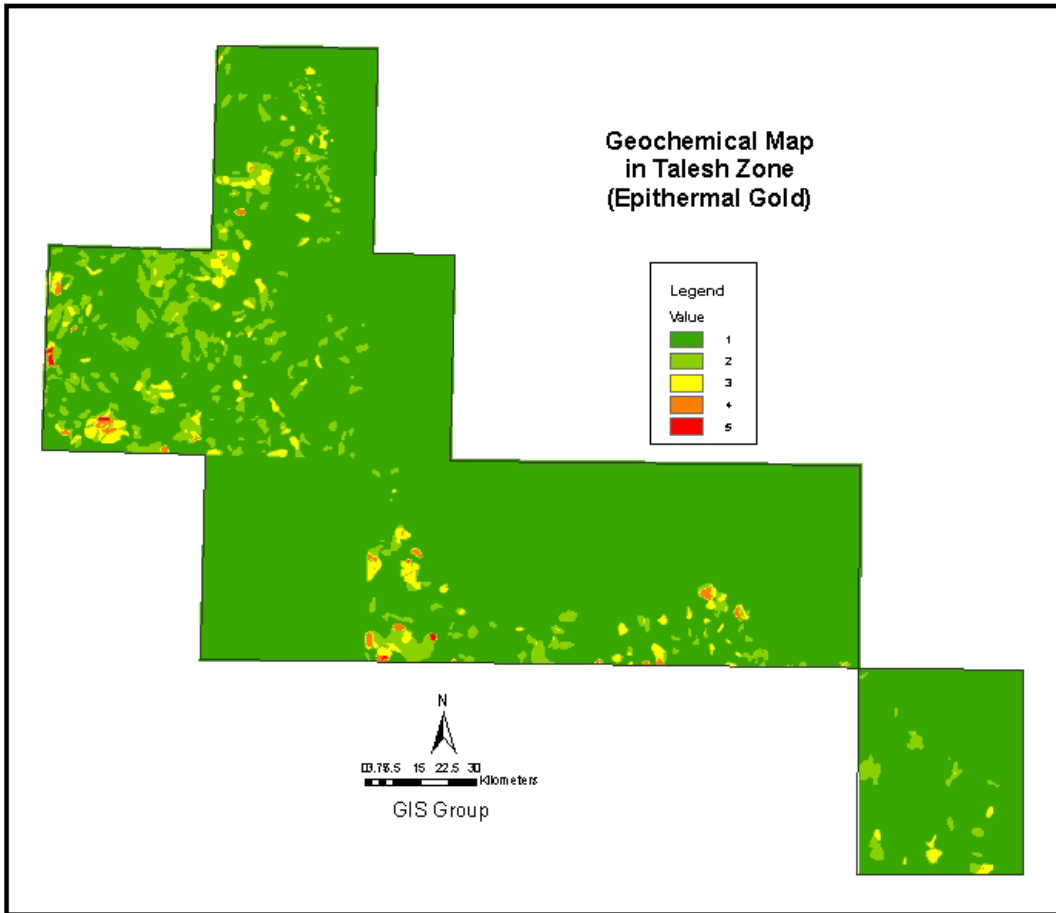 Geochemical Map
in Talesh Zone
(Epithermal Gold)
Legend
Value
1
2
3
4
5
N
15 22.5 30
Kilometers
GIS Group